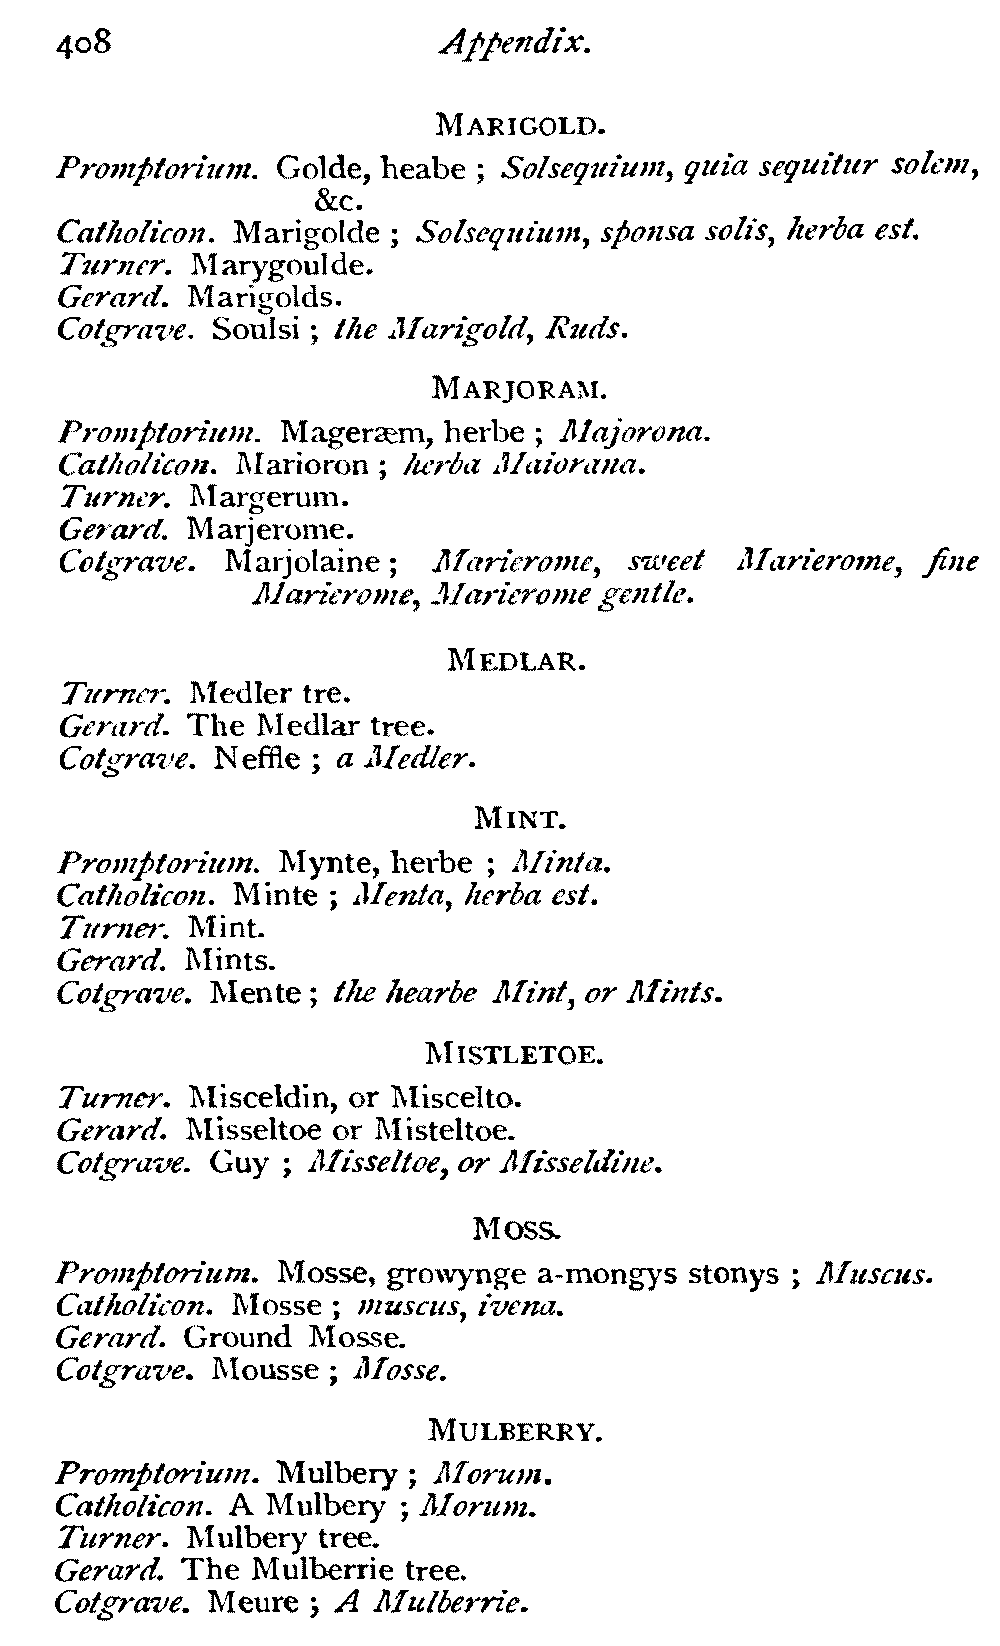 408 Appendix.
MARIGOLD.
Promptorium. Golde, heabe ; Solsequium, quia sequitur solem,
&c.
Catholicon. Marigolde ; Solsequium, sponsa solis, herba est.
Turner. Marygoulde.
Gerard. Marigolds.
Cotgrave. Soulsi ; the Marigold, Ruds.
MARJORAM.
Promptorium. Mageræm, herbe ; Majorona.
Catholicon. Marioron ; herba Maiorana.
Turner. Margerum.
Gerard. Marjerome.
Cotgrave. Marjolaine ; Marierome, sweet Marierome, fine
Marierome, Marierome gentle.
MEDLAR.
Turner. Medler tre.
Gerard. The Medlar tree.
Cotgrave. Neffle ; a Medler.
MINT.
Promptorium. Mynte, herbe ; Minta.
Catholicon. Minte ; Menta, herba est.
Turner. Mint.
Gerard. Mints.
Cotgrave. Mente ; the hearbe Mint, or Mints.
MISTLETOE.
Turner. Misceldin, or Miscelto.
Gerard. Misseltoe or Misteltoe.
Cotgrave. Guy ; Misseltoe, or Misseldine.
MOSS.
Promptorium. Mosse, growynge a-mongys stonys ; Muscus.
Catholicon. Mosse ; muscus, ivena.
Gerard. Ground Mosse.
Cotgrave. Mousse ; Mosse.
MULBERRY.
Promptorium. Mulbery ; Morum.
Catholicon. A Mulbery ; Morum.
Turner. Mulbery tree.
Gerard. The Mulberrie tree.
Cotgrave. Meure ; A Mulberrie.